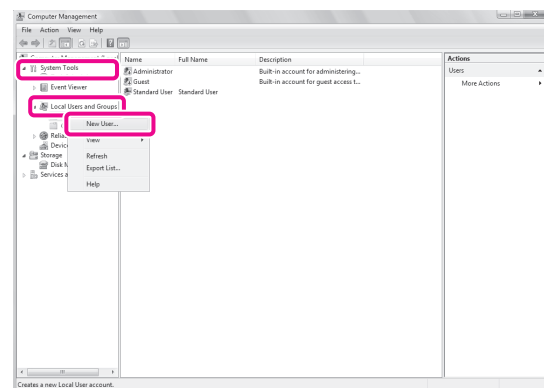 Computer Management
File Action View Help
Name Full Name Description
Administrator Built-in account for administering...
Guest Built-in account for guest access t...
Standard User Standard User
System Tools
Event Viewer
Local Users and Groups
New User...
View
Refresh
Export List...
Help
Storage
Services
Actions
Users
More Actions
Creates a new Local User account.